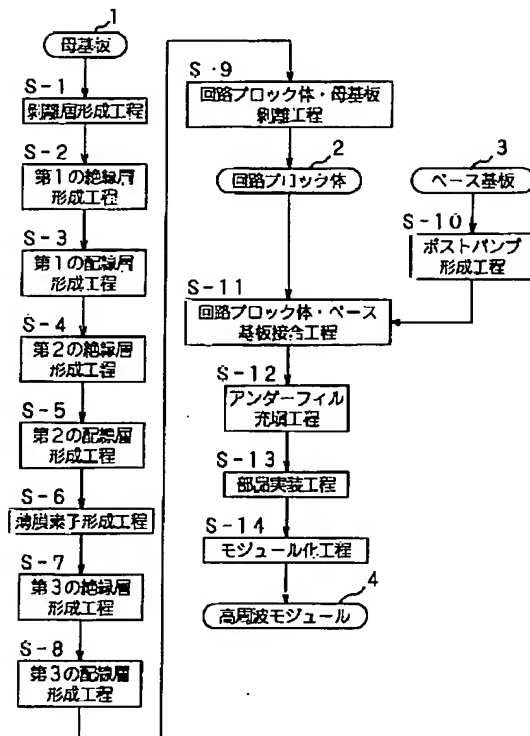 1
母基板
S-1
剥離層形成工程
S-2
第1の絶縁層
形成工程
S-3
第1の配線層
形成工程
S-4
第2の絶縁層
形成工程
S-5
第2の配線層
形成工程
S-6
薄膜素子形成工程
S-7
第3の絶縁層
形成工程
S-8
第3の配線層
形成工程
S-9
回路ブロック体・母基板
剥離工程
2
回路ブロック体
3
ベース基板
S-10
ポストバンプ
形成工程
S-11
回路ブロック体・ベース
基板接合工程
S-12
アンダーフィル
充填工程
S-13
部品実装工程
S-14
モジュール化工程
4
高周波モジュール